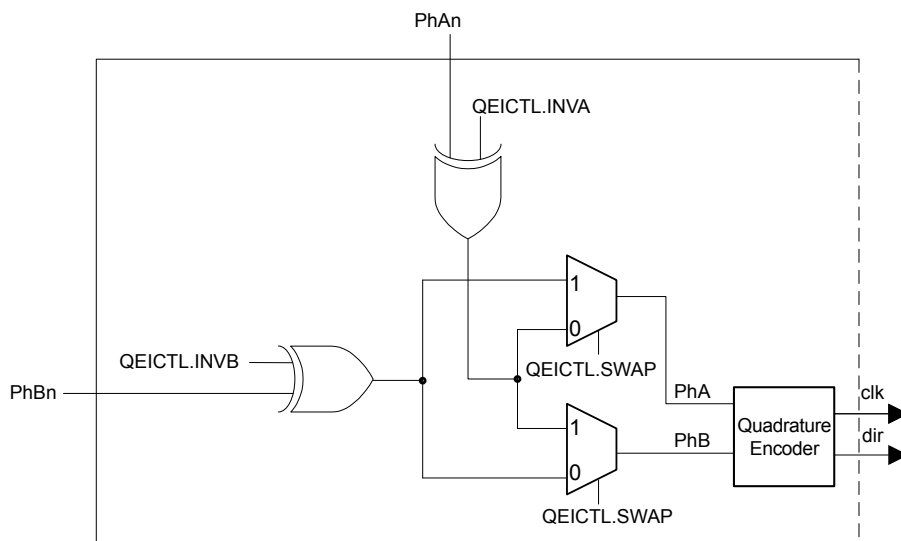 PhAn
QEICTL.INVA
1
0
QEICTL.SWAP
QEICTL.INVB
PhBn
PhA
clk
Quadrature
Encoder
PhB
dir
1
0
QEICTL.SWAP